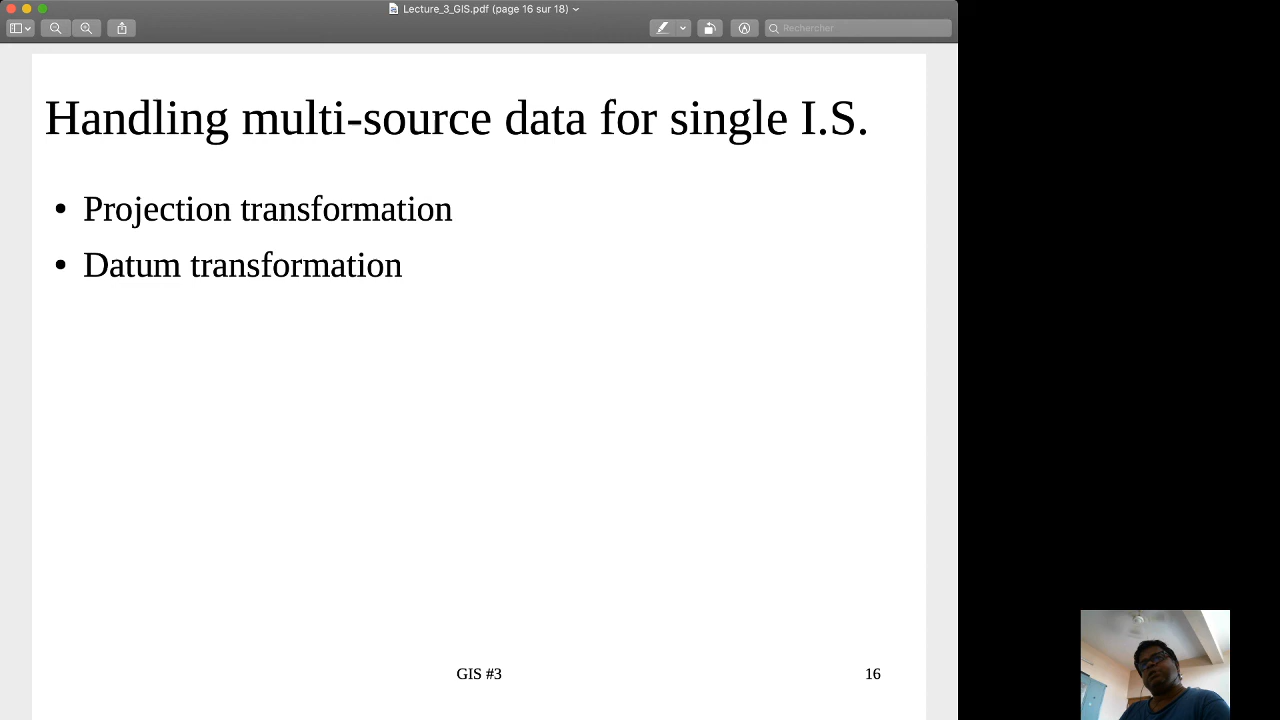 Lecture_3_GIS.pdf (page 16 sur 18)
Rechercher
Handling multi-source data for single I.S.
• Projection transformation
• Datum transformation
GIS #3
16